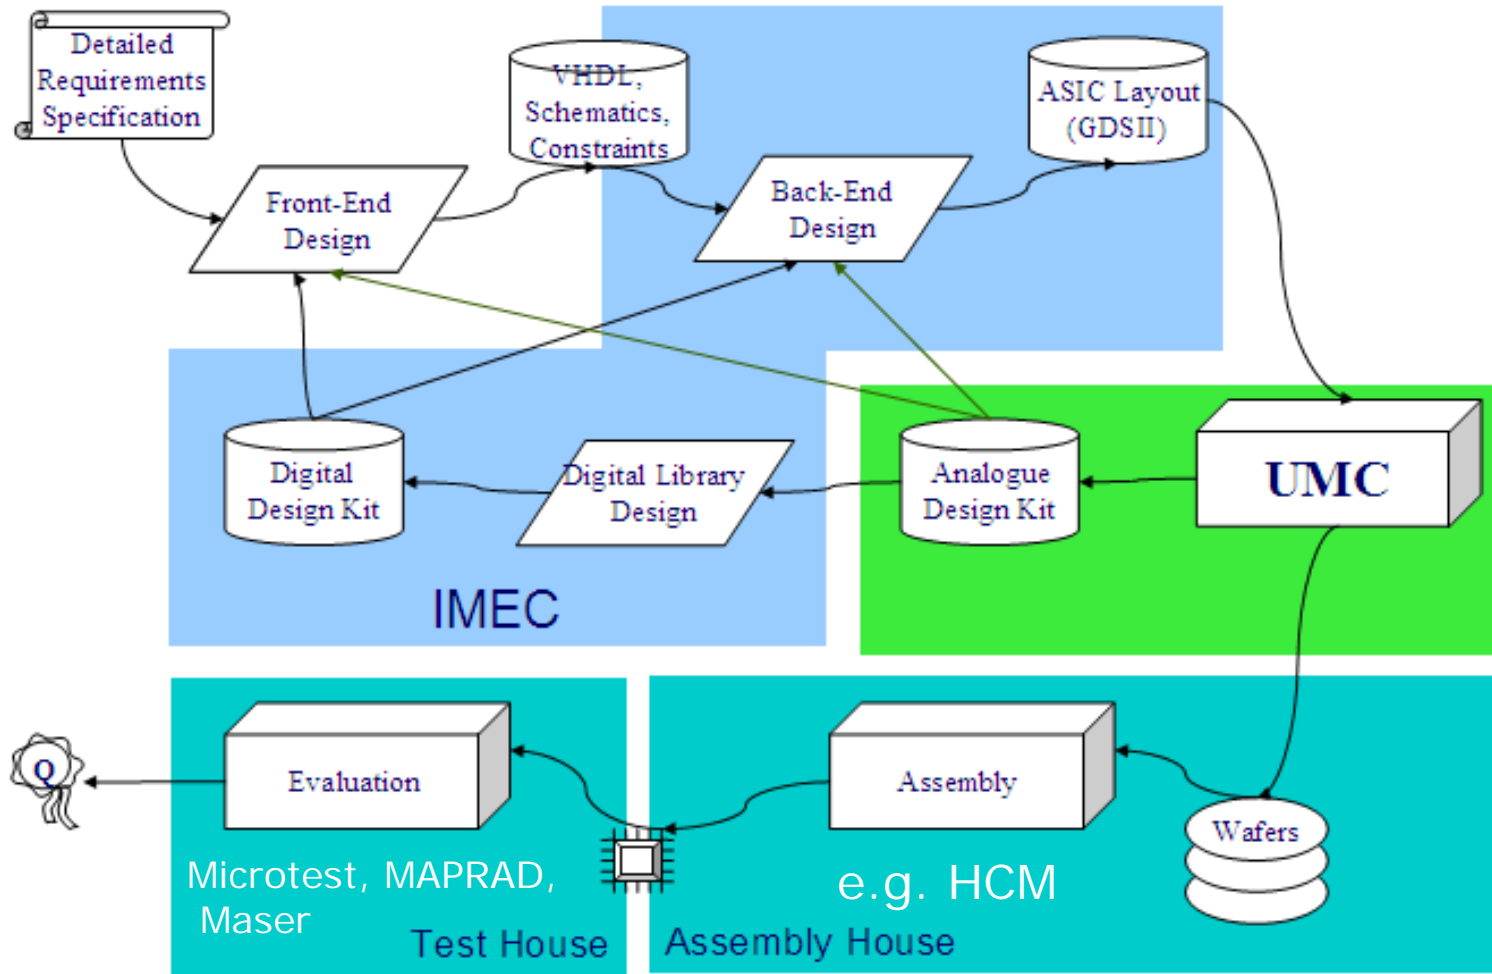 Detailed
Requirements
Specification
VHDL,
Schematics,
Constraints
ASIC Layout
(GDSII)
Front-End
Design
Back-End
Design
Digital
Design Kit
Digital Library
Design
Analogue
Design Kit
UMC
IMEC
Q
Evaluation
Assembly
Wafers
Microtest, MAPRAD,
Maser
Test House
e.g. HCM
Assembly House